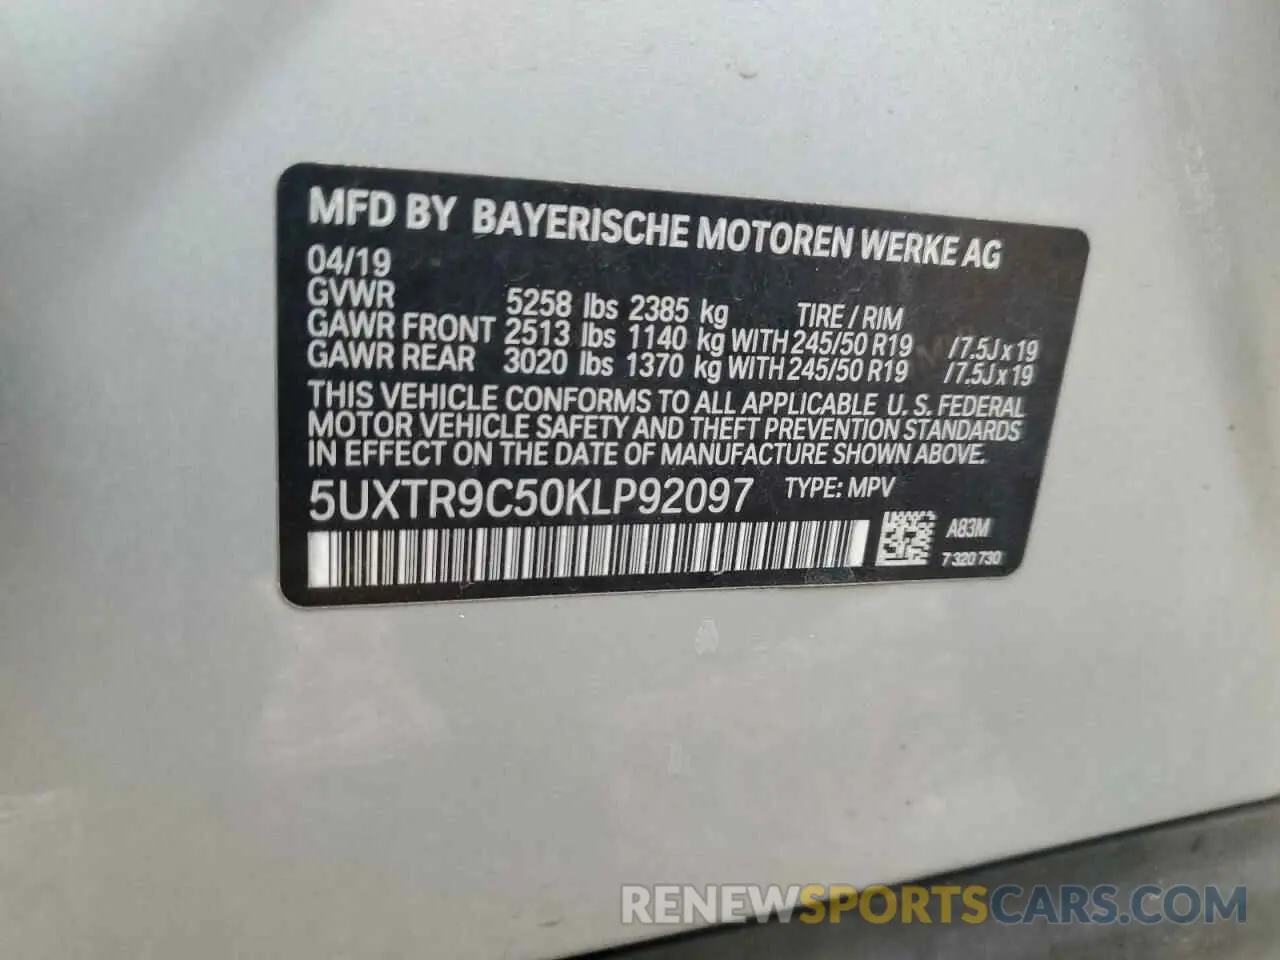 MFD BY BAYERISCHE MOTOREN WERKE AG
04/19
GVWR 5258 lbs 2385 kg TIRE / RIM
GAWR FRONT 2513 lbs 1140 kg WITH 245/50 R19 /7.5J x 19
GAWR REAR 3020 lbs 1370 kg WITH 245/50 R19 /7.5J x 19
THIS VEHICLE CONFORMS TO ALL APPLICABLE U. S. FEDERAL
MOTOR VEHICLE SAFETY AND THEFT PREVENTION STANDARDS
IN EFFECT ON THE DATE OF MANUFACTURE SHOWN ABOVE.
5UXTR9C50KLP92097 TYPE: MPV
A83M
7 320 730
RENEWSPORTSCARS.COM